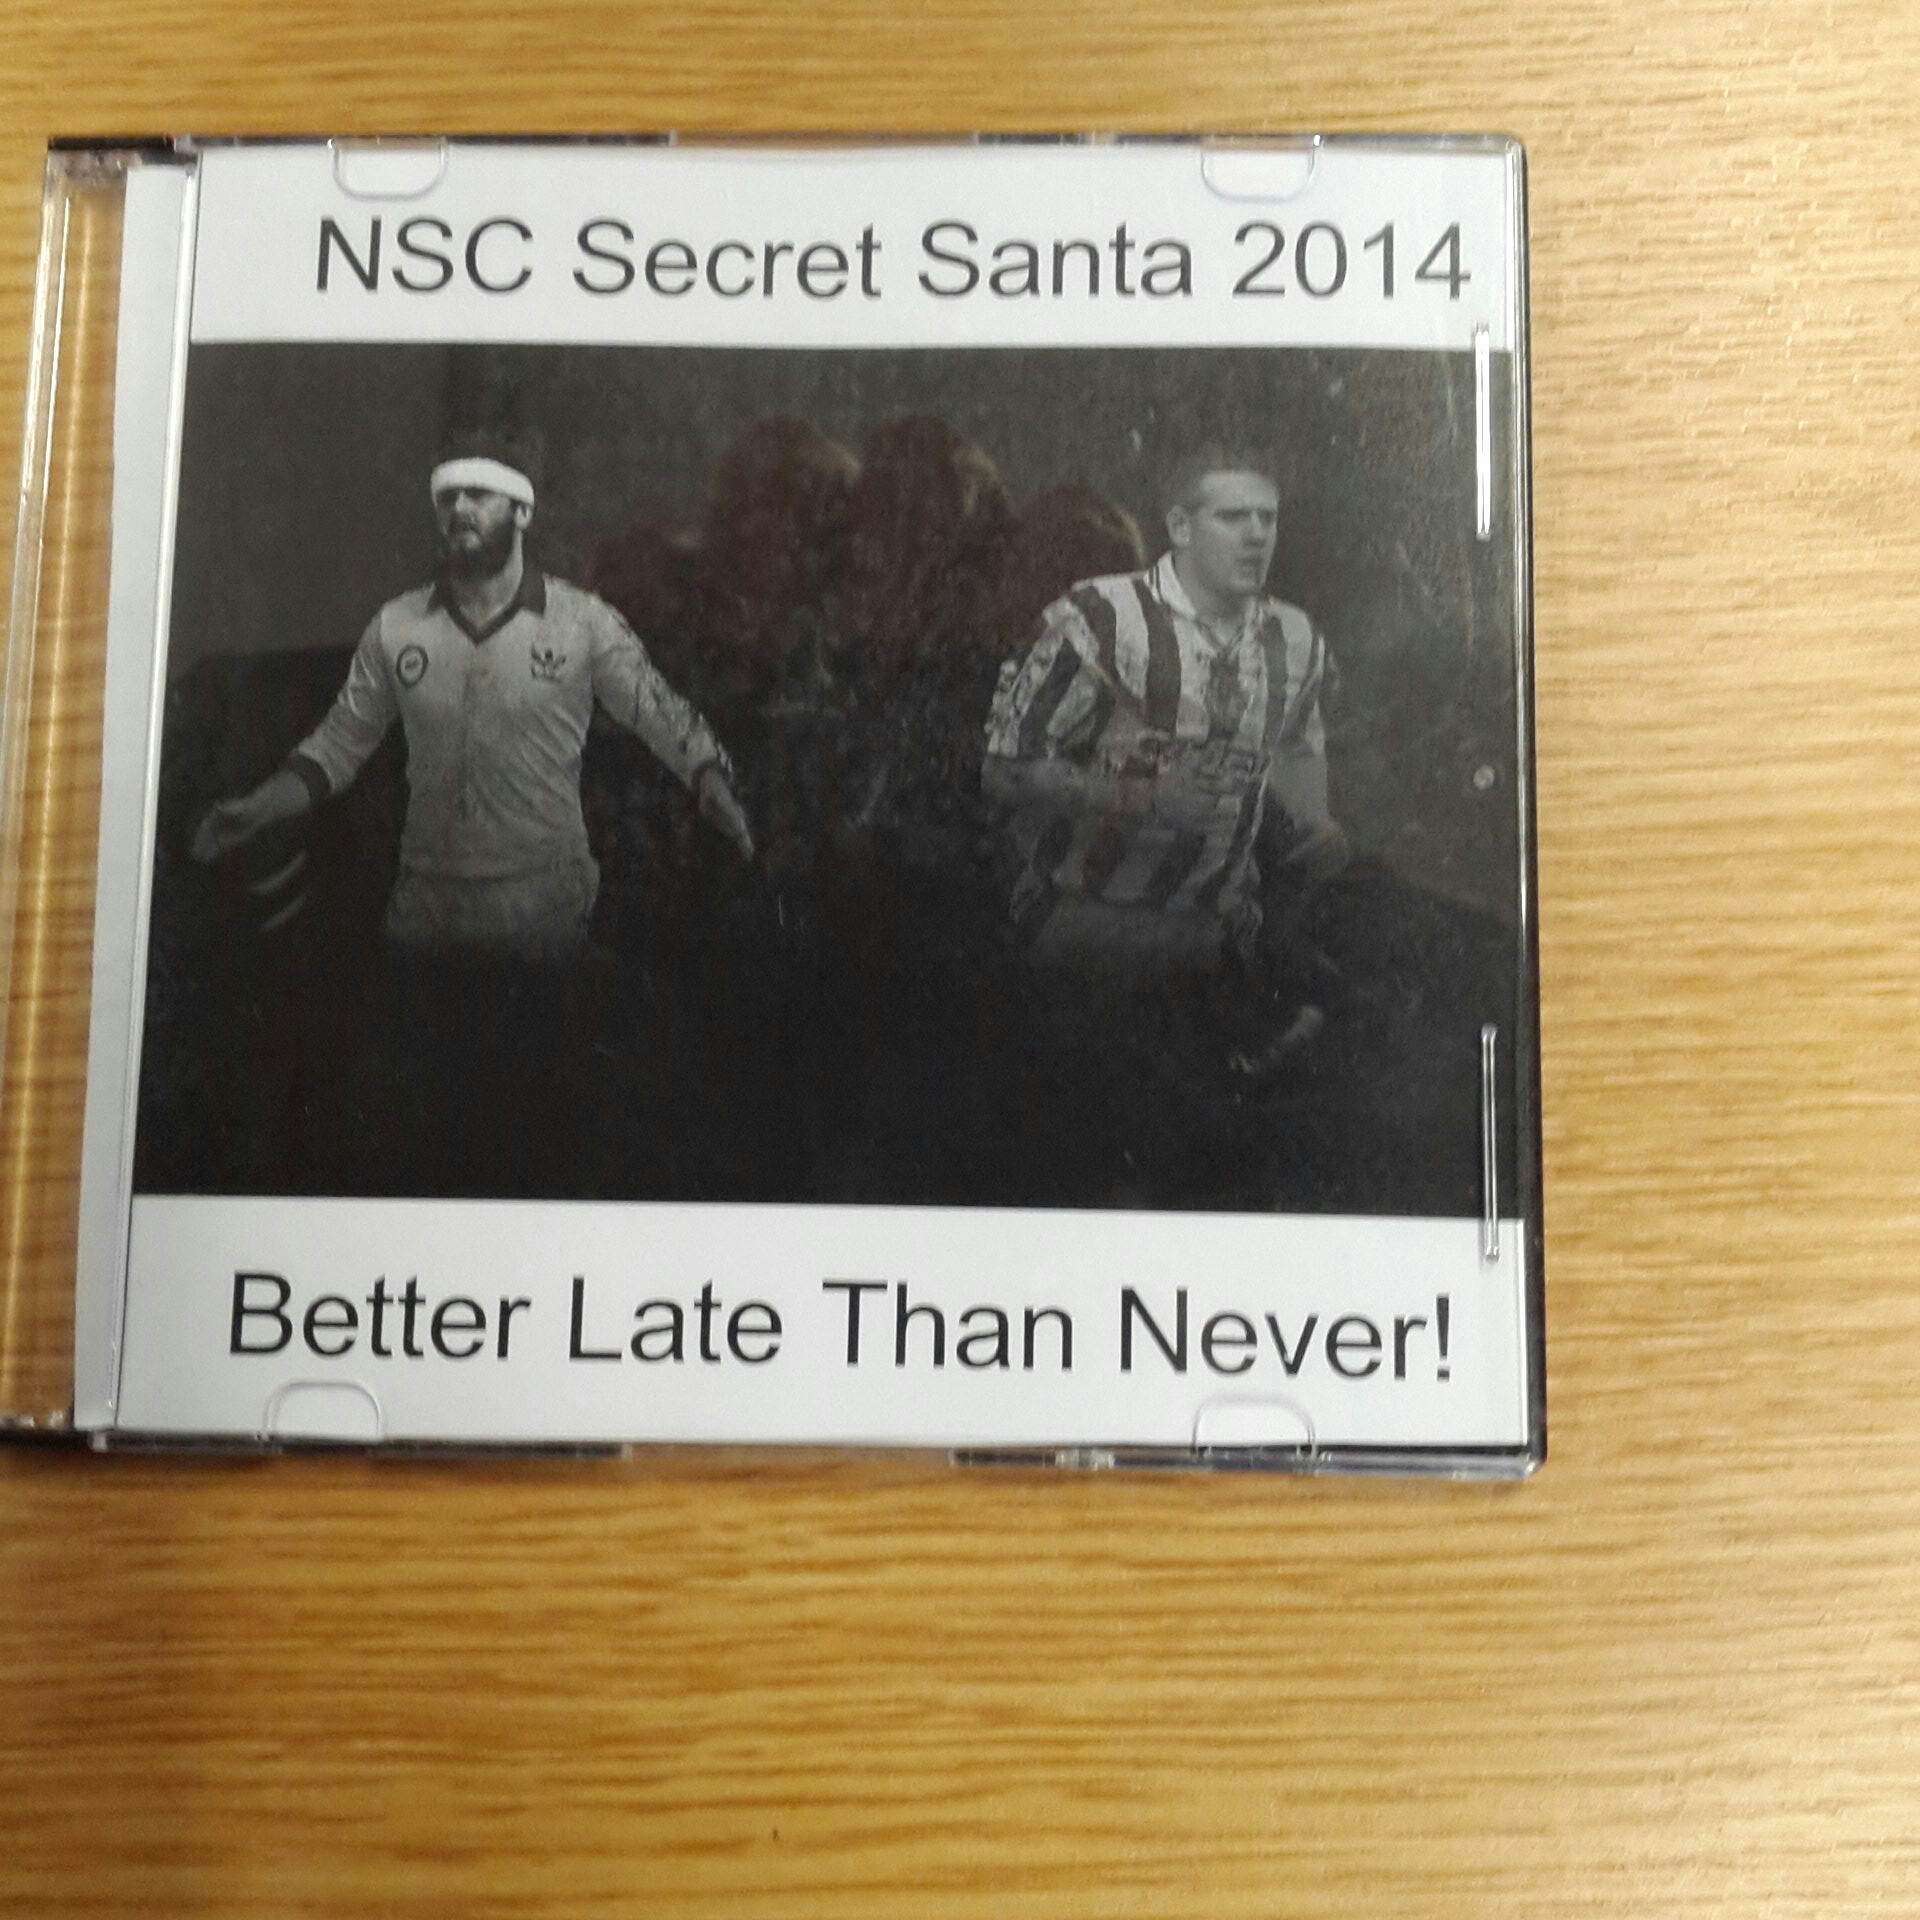 NSC Secret Santa 2014
Better Late Than Never!